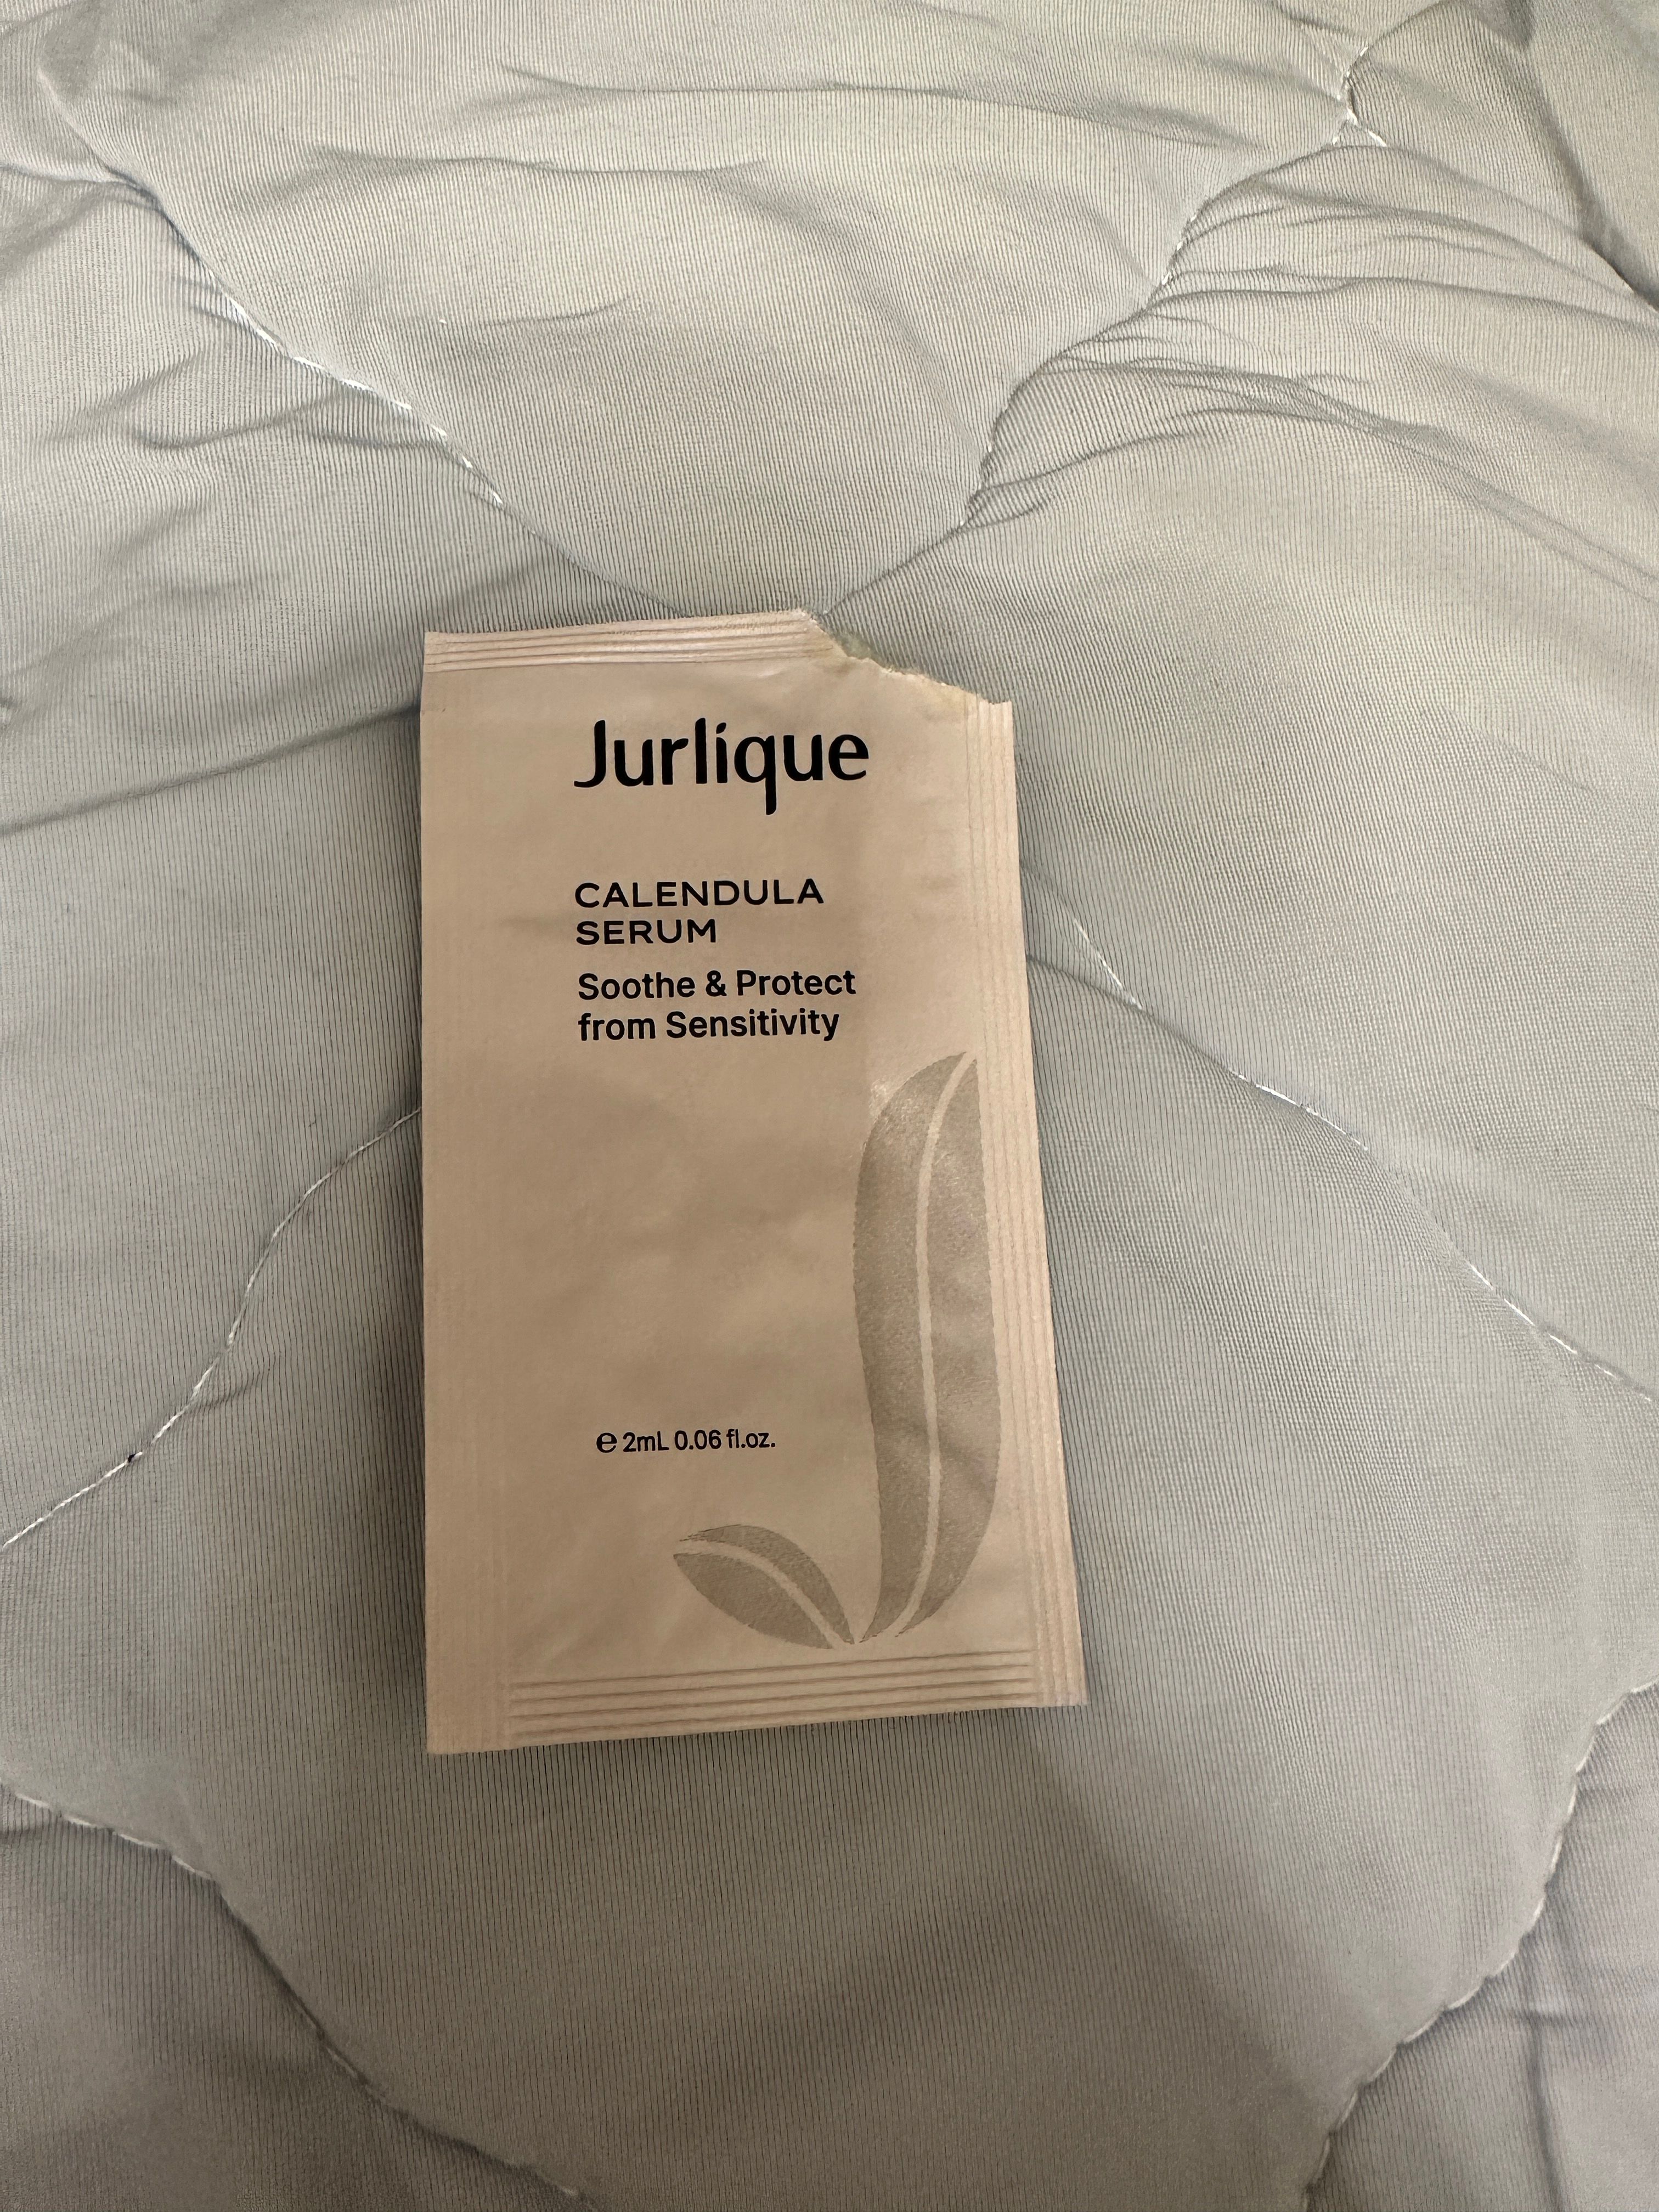 Jurlique
CALENDULA
SERUM
Soothe & Protect
from Sensitivity
℮ 2mL 0.06 fl.oz.